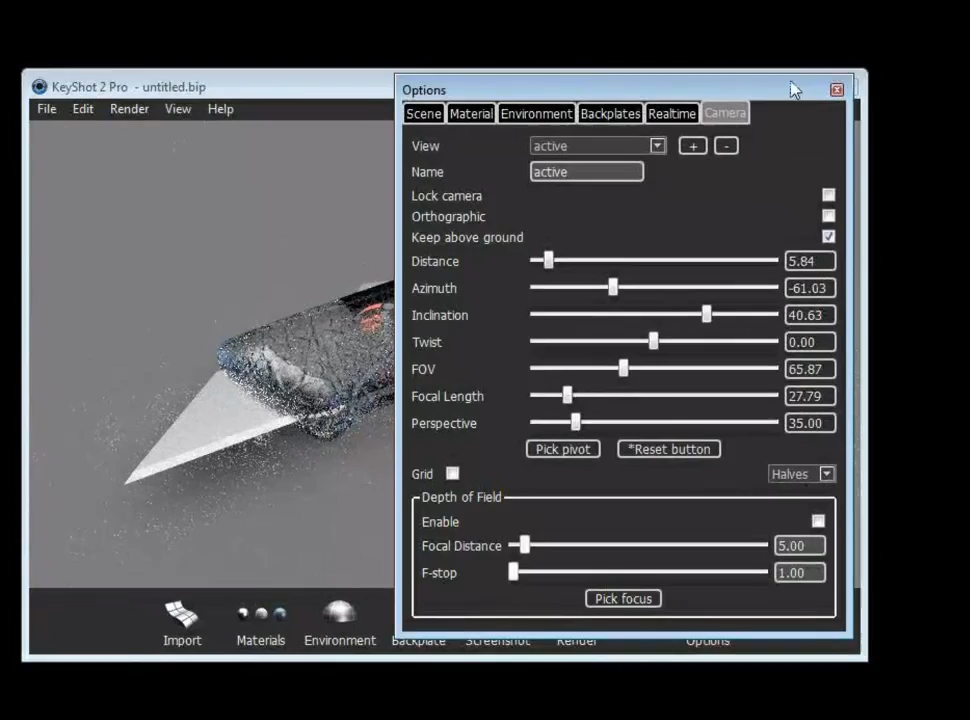 KeyShot 2 Pro - untitled.bip
File Edit Render View Help
Options
Scene Material Environment Backplates Realtime Camera
View active + -
Name active
Lock camera
Orthographic
Keep above ground
Distance 5.84
Azimuth -61.03
Inclination 40.63
Twist 0.00
FOV 65.87
Focal Length 27.79
Perspective 35.00
Pick pivot *Reset button
Grid Halves
Depth of Field
Enable
Focal Distance 5.00
F-stop 1.00
Pick focus
Import Materials Environment Backplate Screenshot Render Options